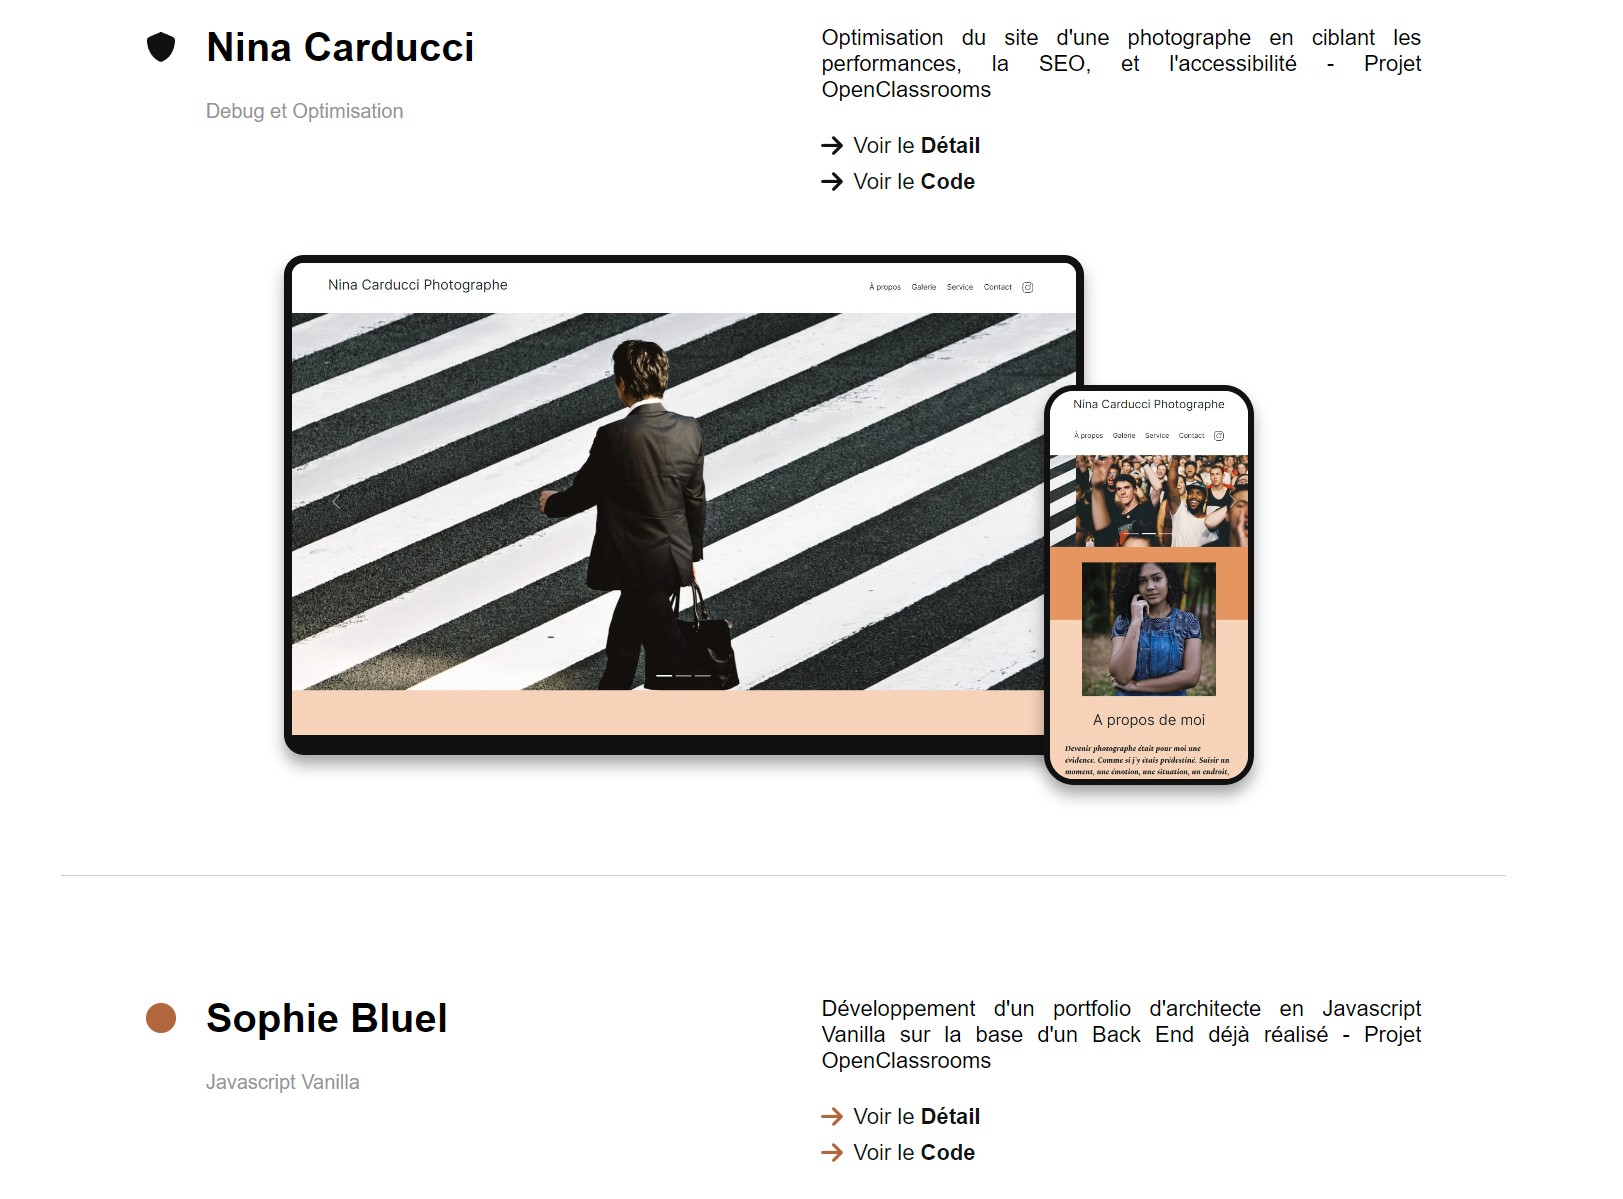 Nina Carducci
Debug et Optimisation
Optimisation du site d'une photographe en ciblant les
performances, la SEO, et l'accessibilité - Projet
OpenClassrooms
Voir le Détail
Voir le Code
Nina Carducci Photographe
À propos Galerie Service Contact
Nina Carducci Photographe
À propos Galerie Service Contact
A propos de moi
Devenir photographe était pour moi une
évidence. Comme si j'y étais prédestiné. Suisir un
moment, une émotion, une situation, un endroit,
Sophie Bluel
Javascript Vanilla
Développement d'un portfolio d'architecte en Javascript
Vanilla sur la base d'un Back End déjà réalisé - Projet
OpenClassrooms
Voir le Détail
Voir le Code